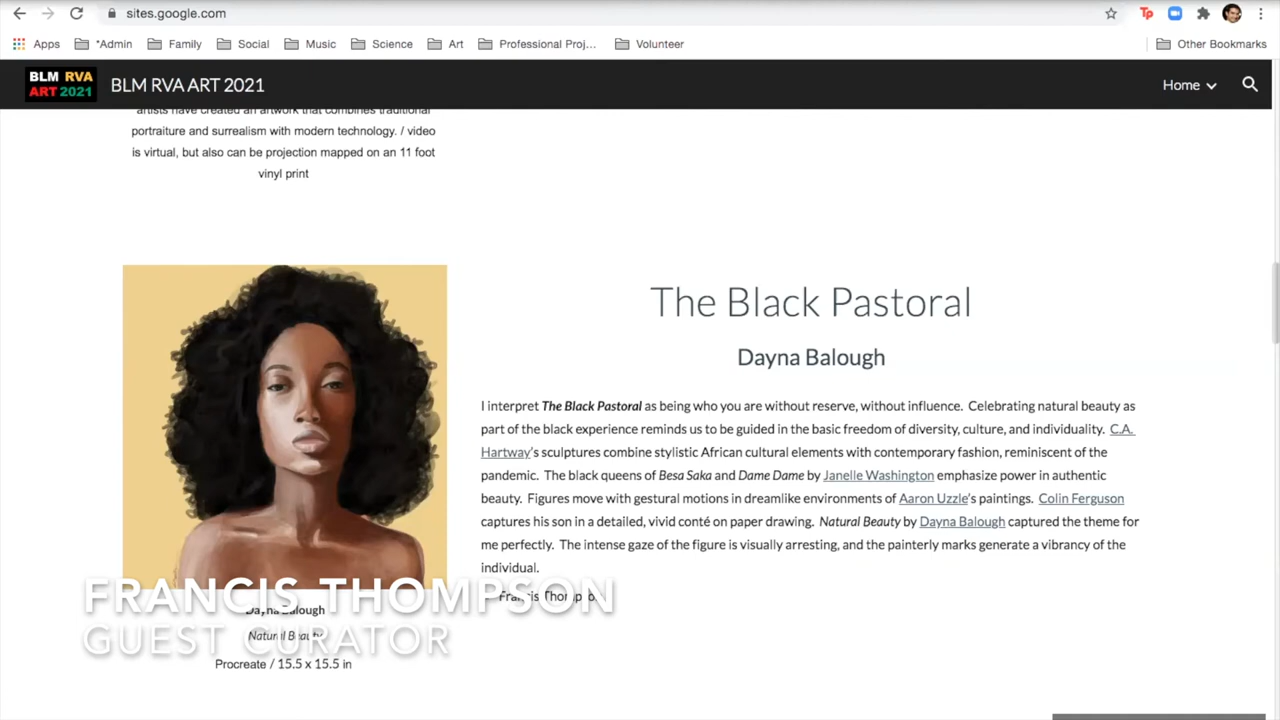 sites.google.com
Apps *Admin Family Social Music Science Art Professional Proj... Volunteer Other Bookmarks
BLM RVA
ART 2021
BLM RVA ART 2021
Home
artists have created an artwork that combines traditional
portraiture and surrealism with modern technology. / video
is virtual, but also can be projection mapped on an 11 foot
vinyl print
The Black Pastoral
Dayna Balough
I interpret The Black Pastoral as being who you are without reserve, without influence. Celebrating natural beauty as
part of the black experience reminds us to be guided in the basic freedom of diversity, culture, and individuality. C.A.
Hartway's sculptures combine stylistic African cultural elements with contemporary fashion, reminiscent of the
pandemic. The black queens of Besa Saka and Dame Dame by Janelle Washington emphasize power in authentic
beauty. Figures move with gestural motions in dreamlike environments of Aaron Uzzle's paintings. Colin Ferguson
captures his son in a detailed, vivid conté on paper drawing. Natural Beauty by Dayna Balough captured the theme for
me perfectly. The intense gaze of the figure is visually arresting, and the painterly marks generate a vibrancy of the
individual.
- Francis Thompson
FRANCIS THOMPSON
GUEST CURATOR
Dayna Balough
Natural Beauty
Procreate / 15.5 x 15.5 in